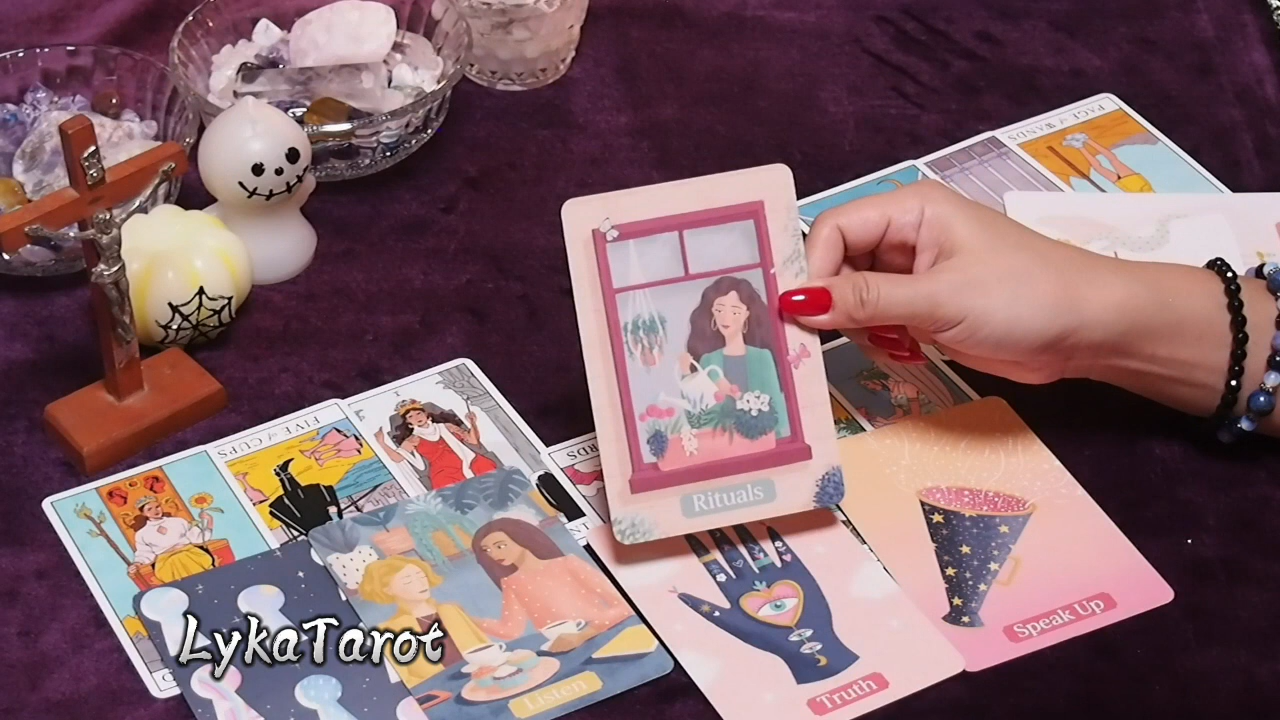 PAGE of WANDS
FIVE of CUPS
I
Rituals
Listen
Truth
Speak Up
LykaTarot